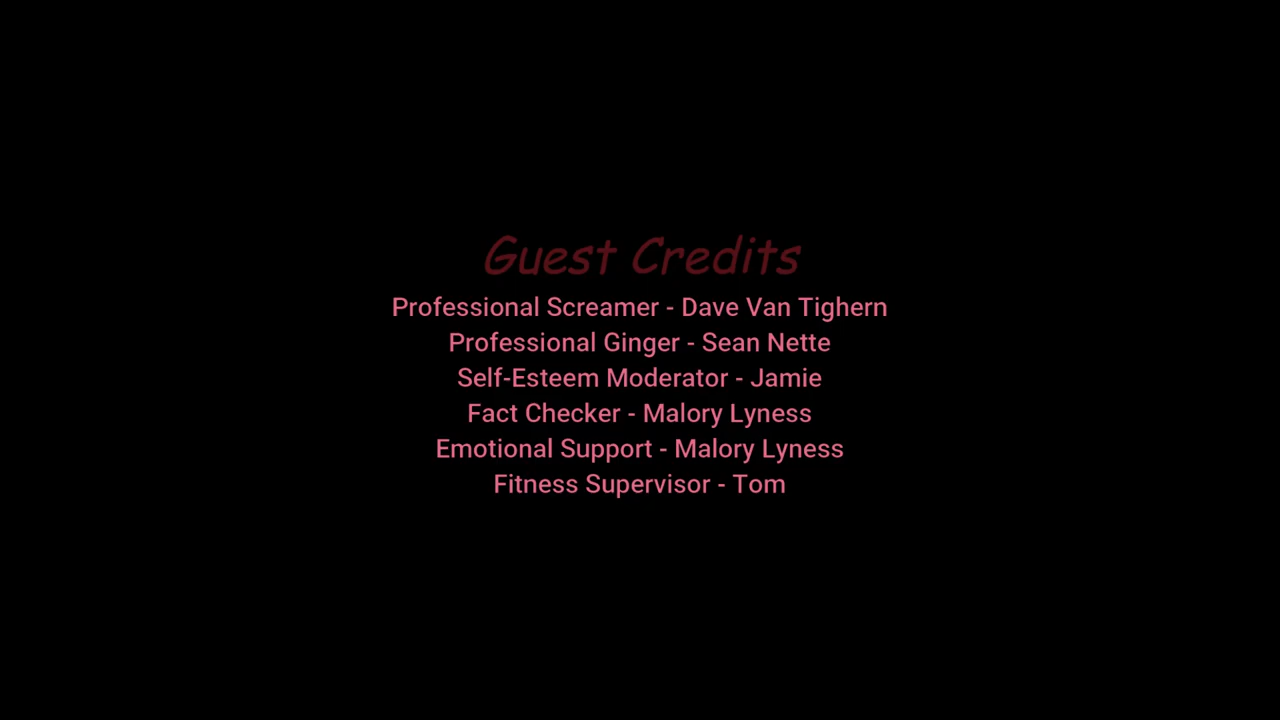 Guest Credits
Professional Screamer - Dave Van Tighern
Professional Ginger - Sean Nette
Self-Esteem Moderator - Jamie
Fact Checker - Malory Lyness
Emotional Support - Malory Lyness
Fitness Supervisor - Tom